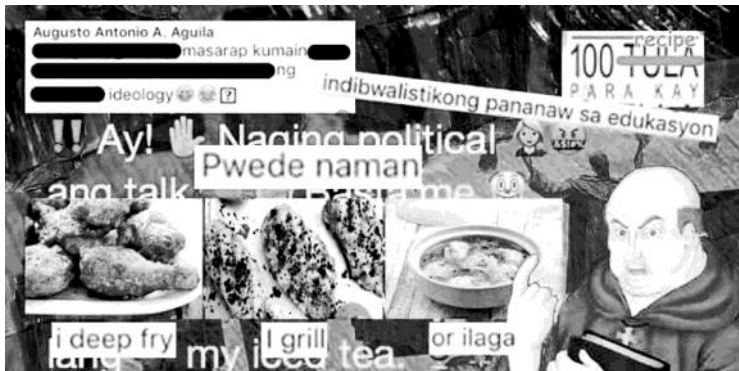 Augusto Antonio A. Aguila
masarap kumain
ng
ideology
recipe
100 TULA
PARA KAY
indibwalistikong pananaw sa edukasyon
‼ Ay! ✋ Naging political
Pwede naman
ang talk
i deep fry
I grill
or ilaga
lang my iced tea.